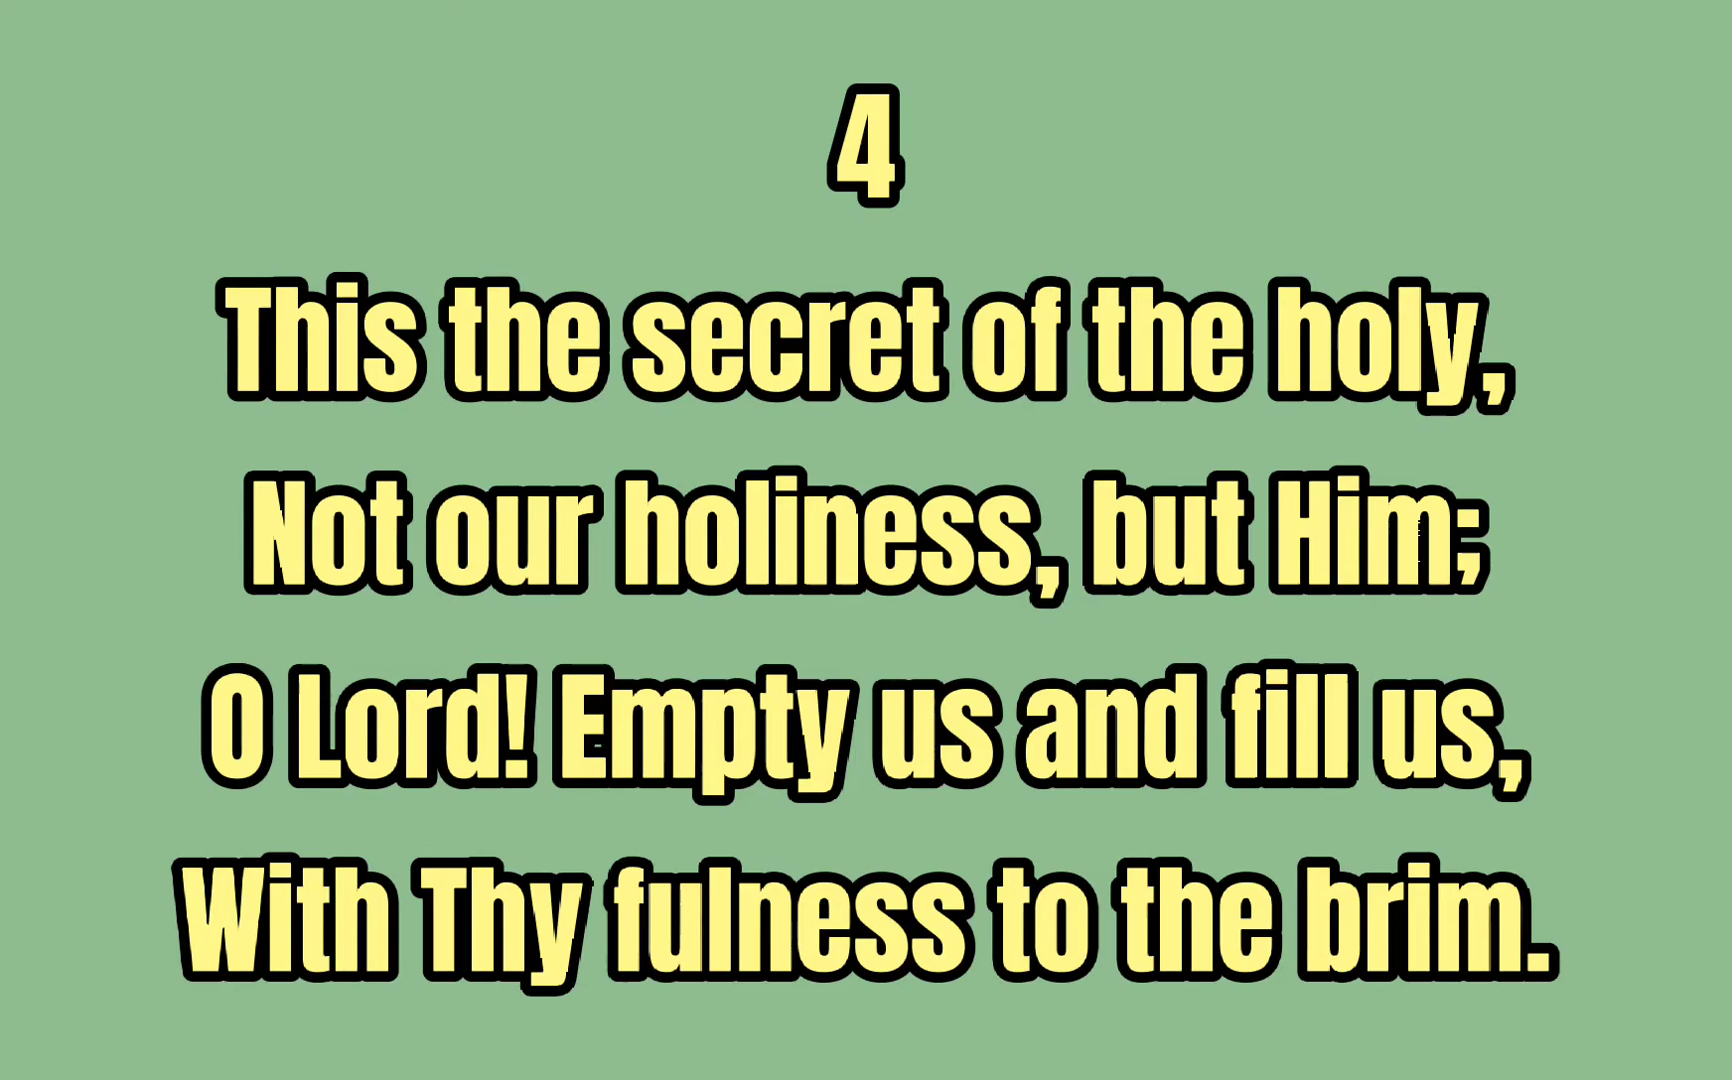 4
This the secret of the holy,
Not our holiness, but Him;
O Lord! Empty us and fill us,
With Thy fulness to the brim.